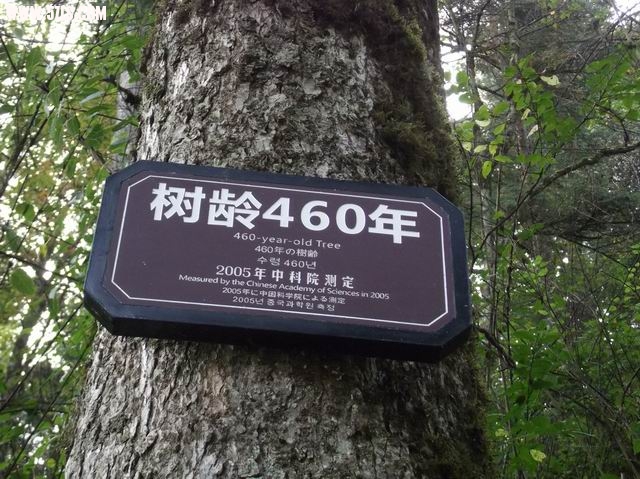 树龄460年
460-year-old Tree
460年の樹齢
수령 460년
2005年中科院测定
Measured by the Chinese Academy of Sciences in 2005
2005年に中国科学院による測定
2005년 중국과학원 측정